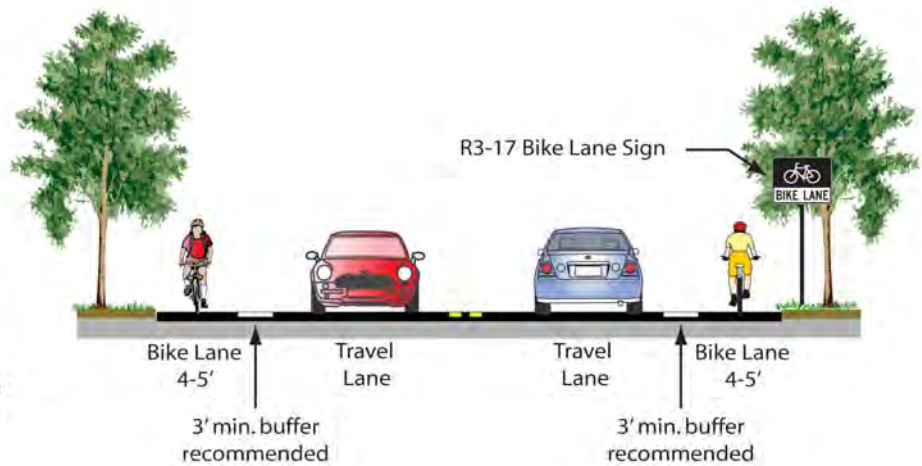 R3-17 Bike Lane Sign
BIKE LANE
Bike Lane
4-5'
Travel
Lane
Travel
Lane
Bike Lane
4-5'
3' min. buffer
recommended
3' min. buffer
recommended